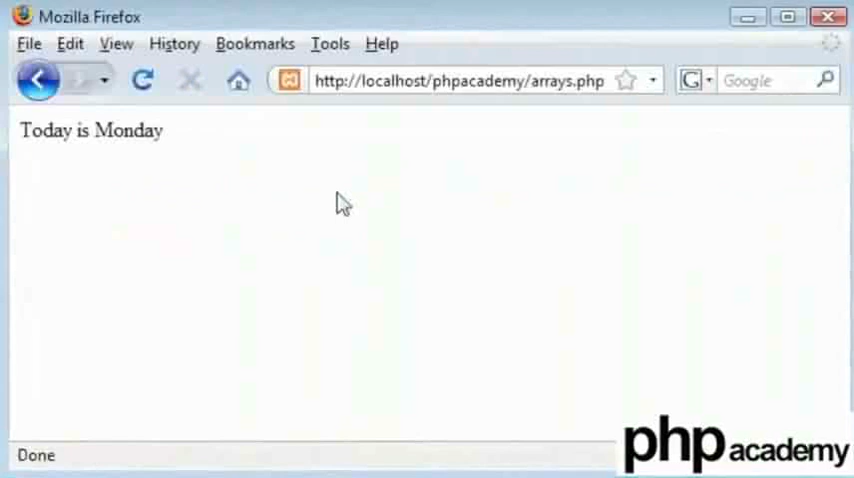 Mozilla Firefox
File Edit View History Bookmarks Tools Help
http://localhost/phpacademy/arrays.php G Google
Today is Monday
Done
php academy